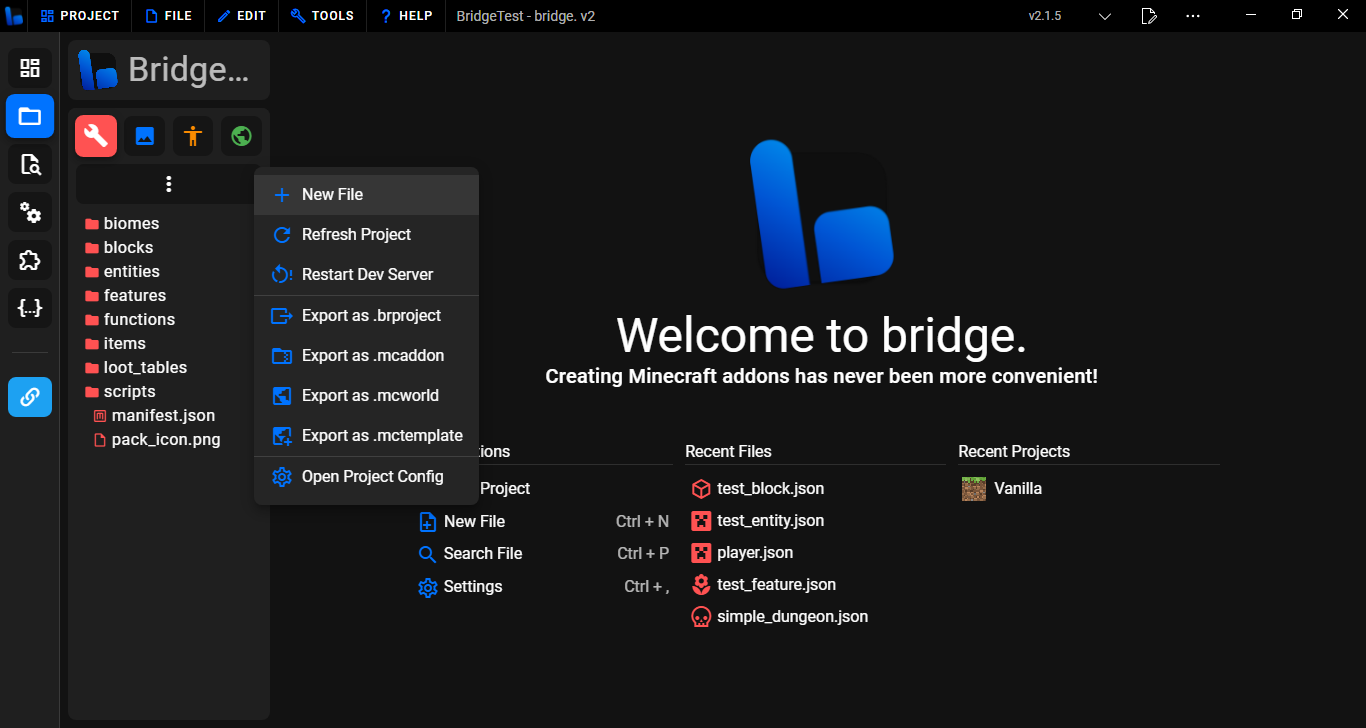 PROJECT FILE EDIT TOOLS ? HELP BridgeTest - bridge. v2 v2.1.5
Bridge...
biomes
blocks
entities
features
functions
items
loot_tables
scripts
manifest.json
pack_icon.png
New File
Refresh Project
Restart Dev Server
Export as .brproject
Export as .mcaddon
Export as .mcworld
Export as .mctemplate
Open Project Config
Welcome to bridge.
Creating Minecraft addons has never been more convenient!
Project
New File Ctrl + N
Search File Ctrl + P
Settings Ctrl + ,
Recent Files
test_block.json
test_entity.json
player.json
test_feature.json
simple_dungeon.json
Recent Projects
Vanilla